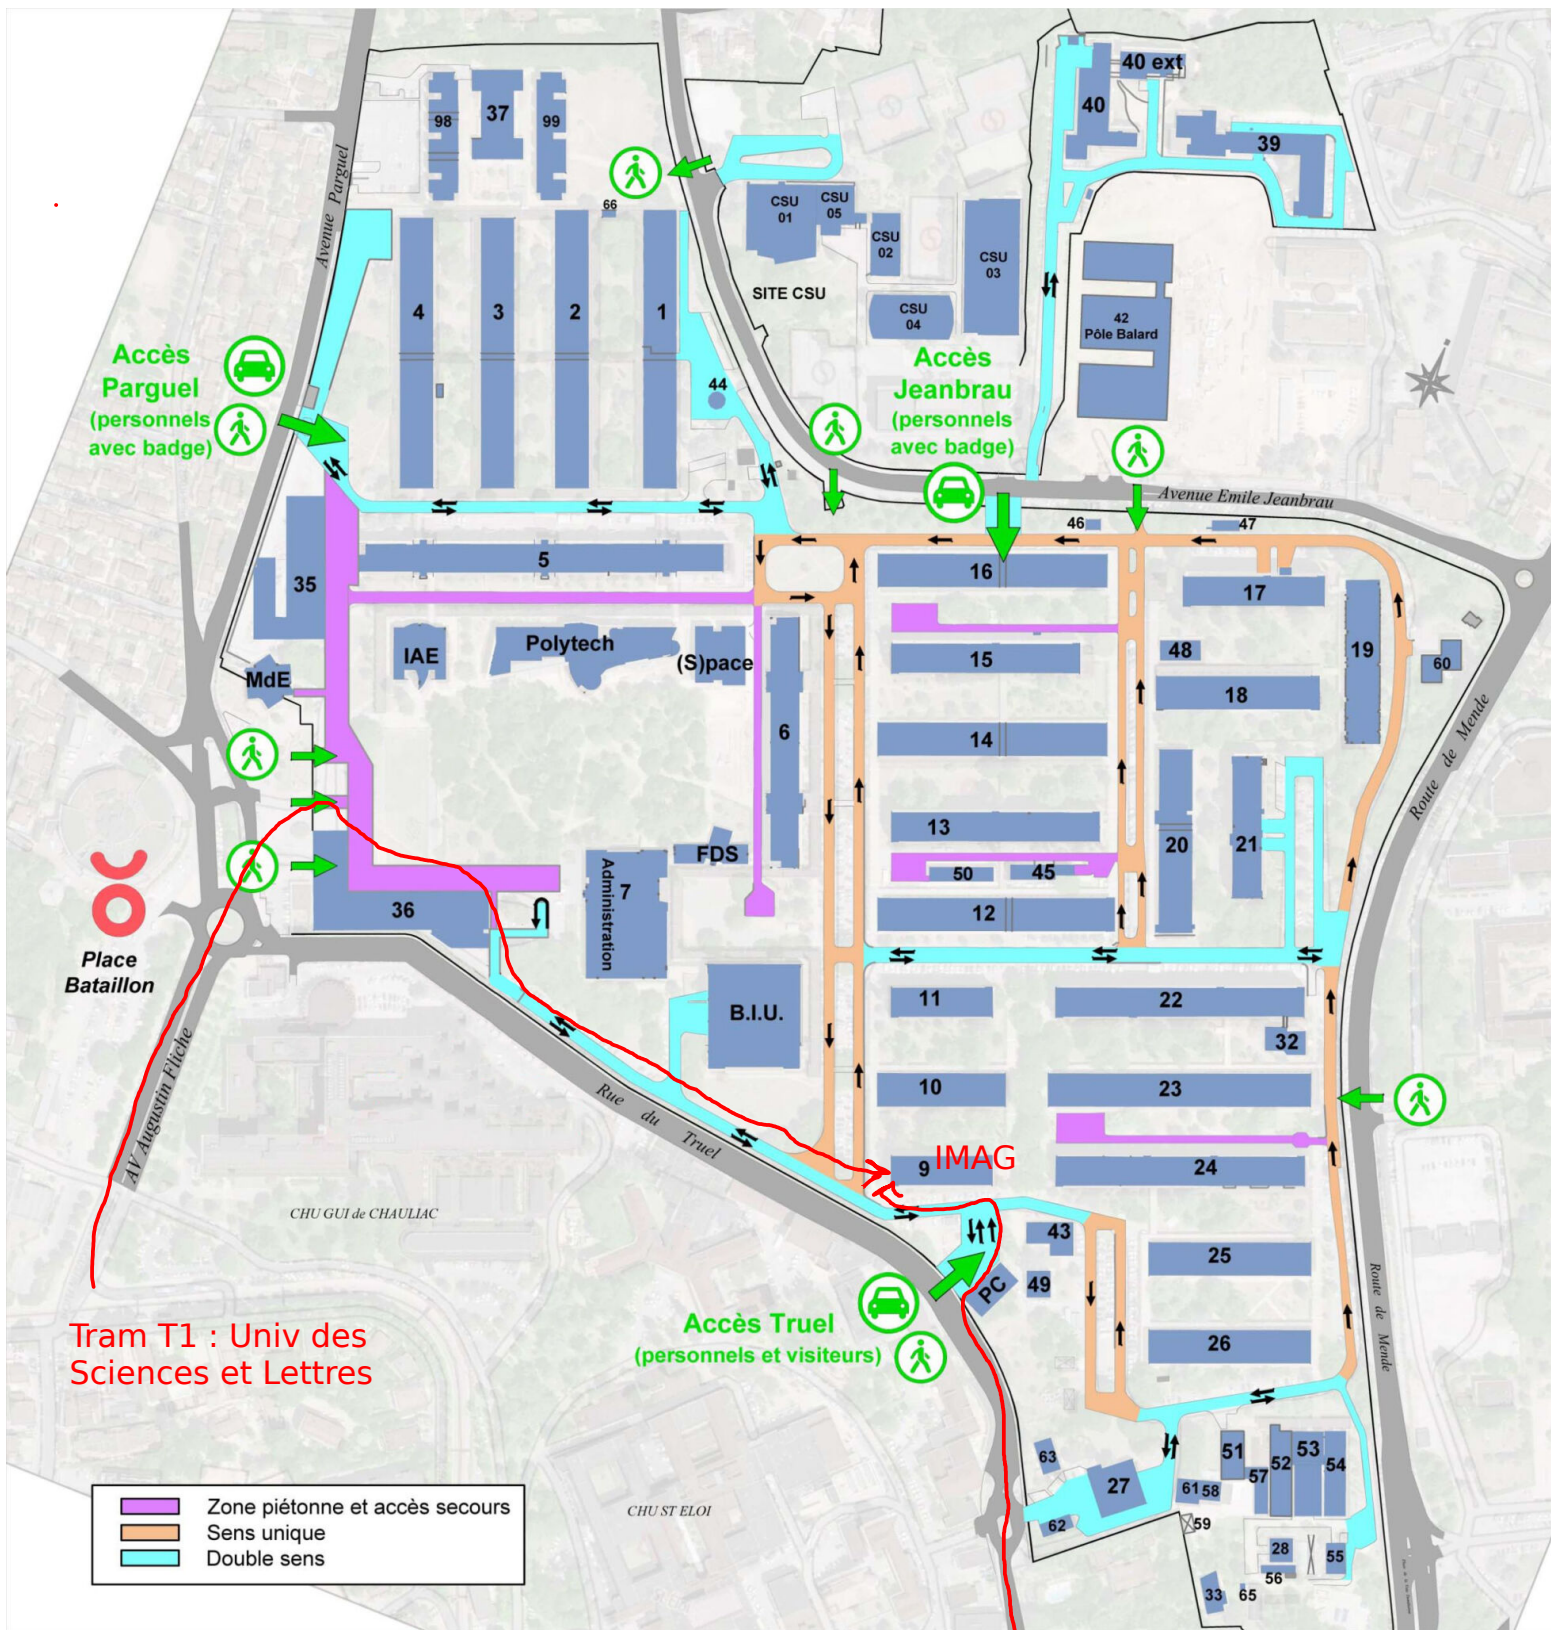 40 ext
98
37
99
40
39
66
CSU
01
CSU
05
CSU
02
CSU
03
CSU
04
SITE CSU
Avenue Parguel
4
3
2
1
42
Pôle Balard
Accès
Parguel
(personnels
avec badge)
44
Accès
Jeanbrau
(personnels
avec badge)
Avenue Emile Jeanbrau
46
47
5
16
35
17
IAE
Polytech
(S)pace
MdE
15
48
19
60
18
6
14
Route de Mende
13
FDS
20
21
50
45
Administration
7
36
12
Place
Bataillon
11
22
B.I.U.
32
AV Augustin Fliche
10
23
Rue du Truel
9
IMAG
24
CHU GUI de CHAULIAC
43
25
49
PC
Route de Mende
Accès Truel
(personnels et visiteurs)
Tram T1 : Univ des
Sciences et Lettres
26
63
51
52
53
54
57
27
61
58
62
59
CHU ST ELOI
28
55
56
33
65
Zone piétonne et accès secours
Sens unique
Double sens